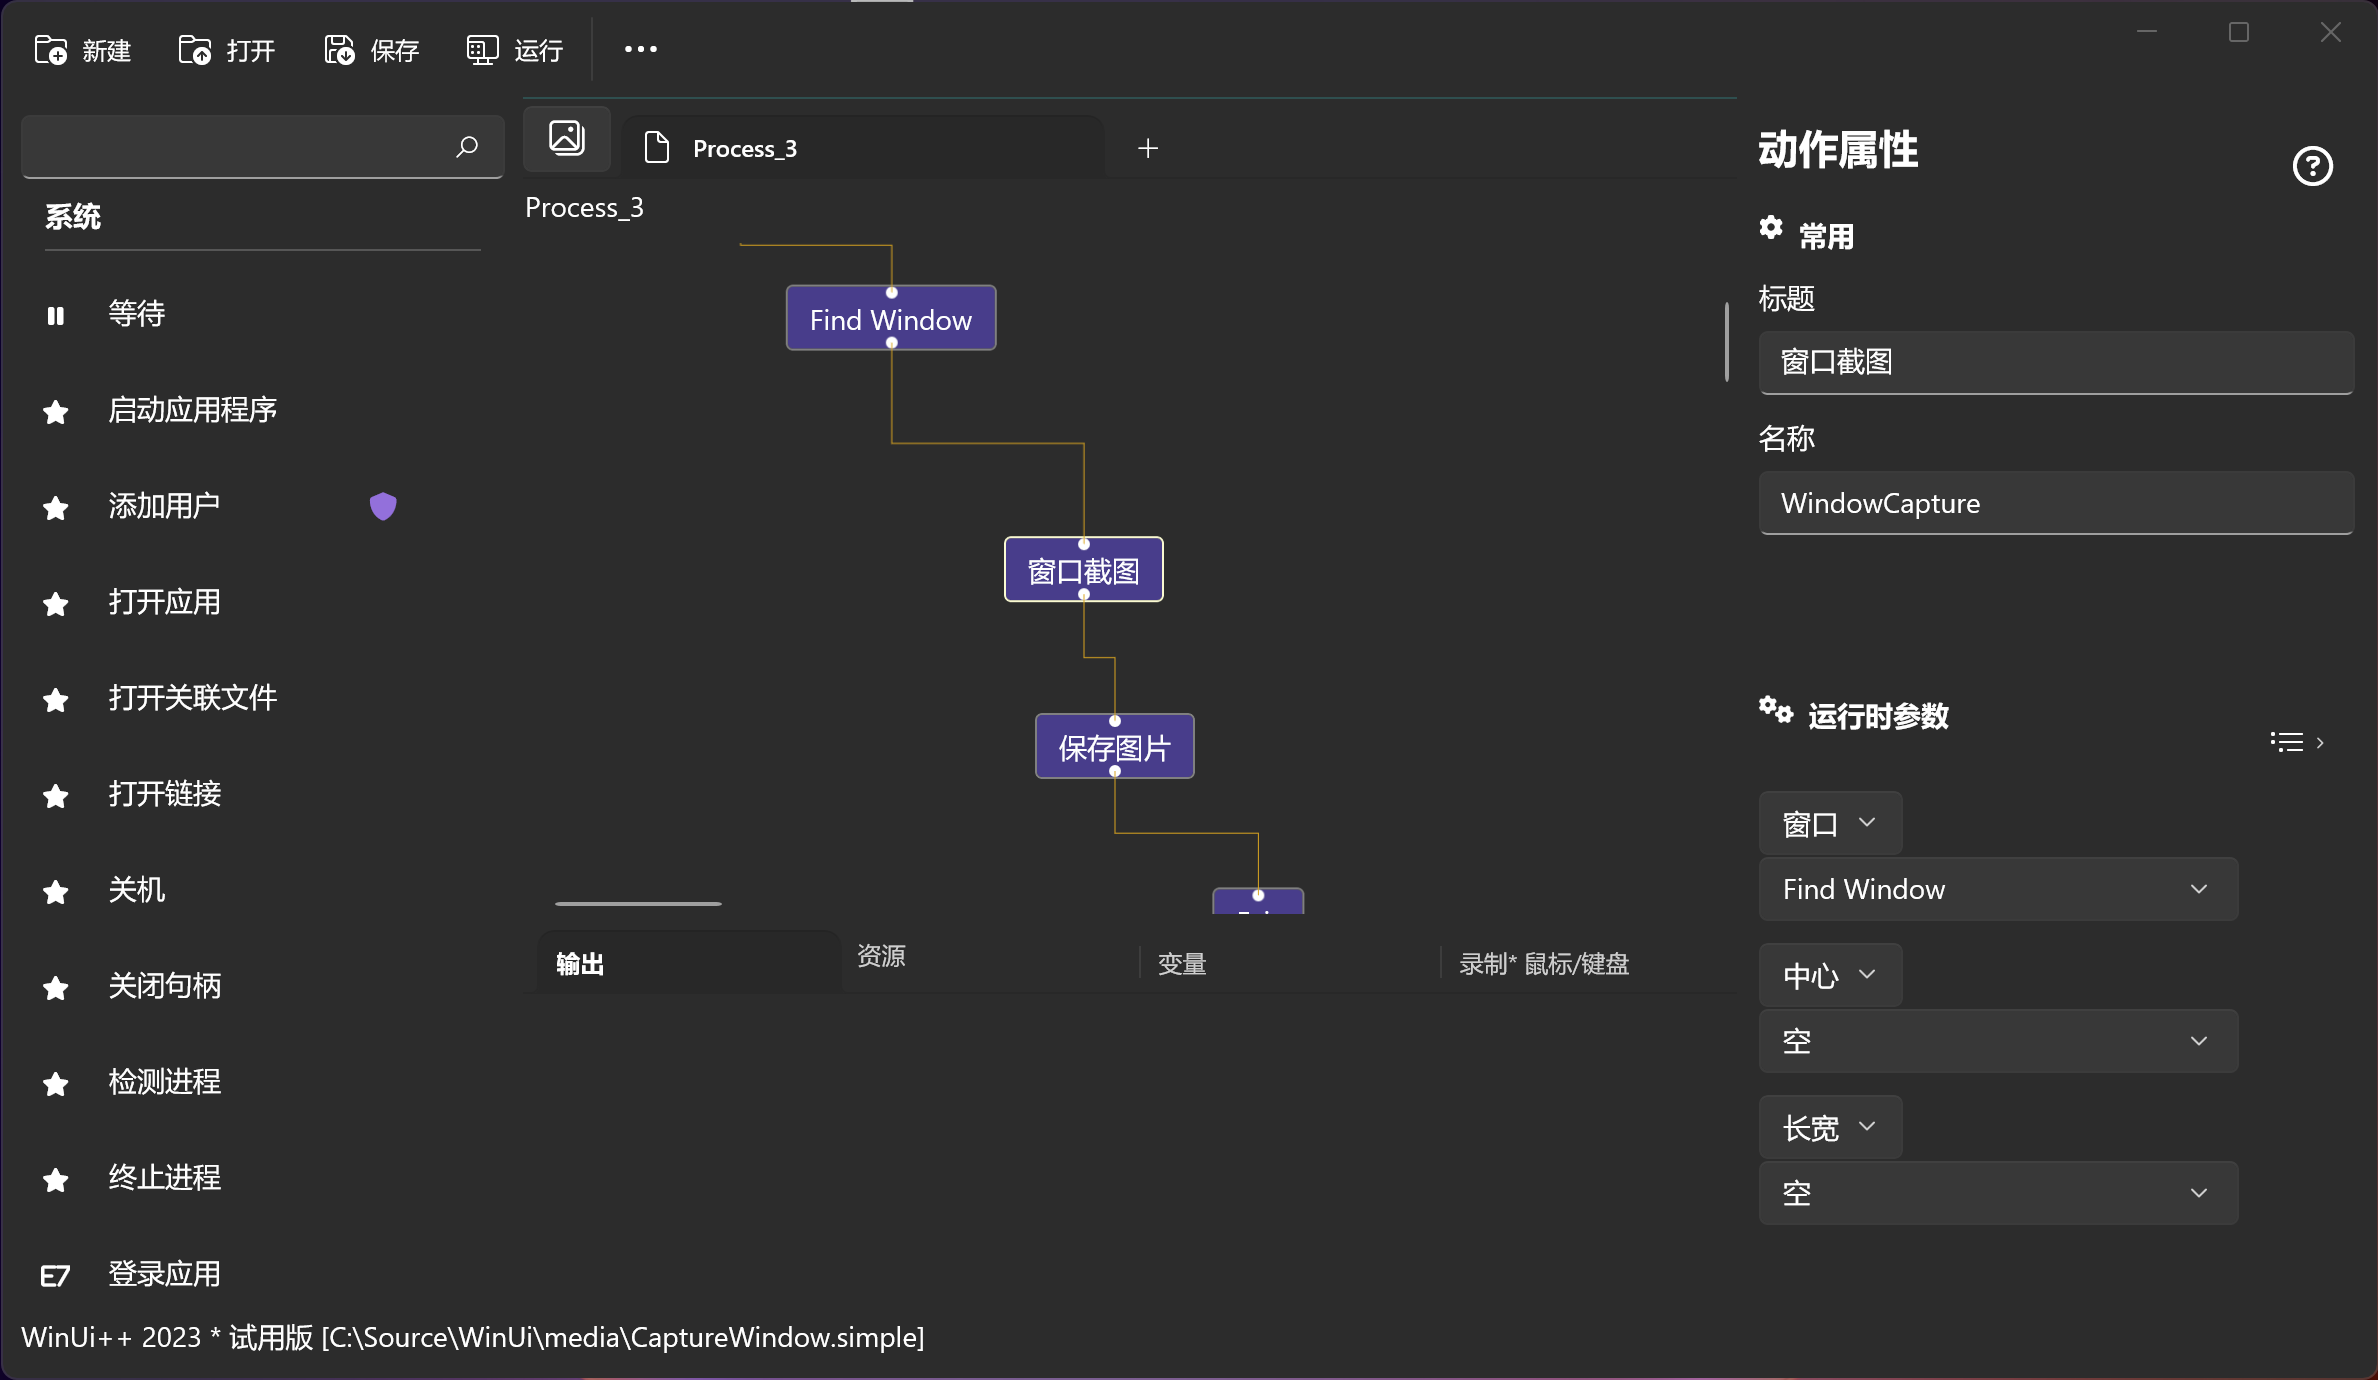 新建
打开
保存
运行
系统
等待
启动应用程序
添加用户
打开应用
打开关联文件
打开链接
关机
关闭句柄
检测进程
终止进程
E7
登录应用
Process_3
Process_3
Find Window
窗口截图
保存图片
输出
资源
变量
录制* 鼠标/键盘
动作属性
常用
标题
窗口截图
名称
WindowCapture
运行时参数
窗口
Find Window
中心
空
长宽
空
WinUi++ 2023 * 试用版 [C:\Source\WinUi\media\CaptureWindow.simple]